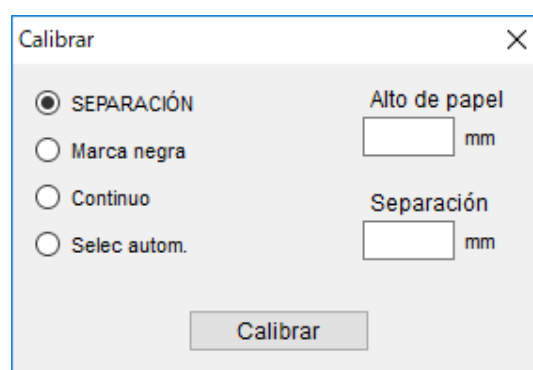 Calibrar
SEPARACIÓN
Marca negra
Continuo
Selec autom.
Alto de papel
mm
Separación
mm
Calibrar